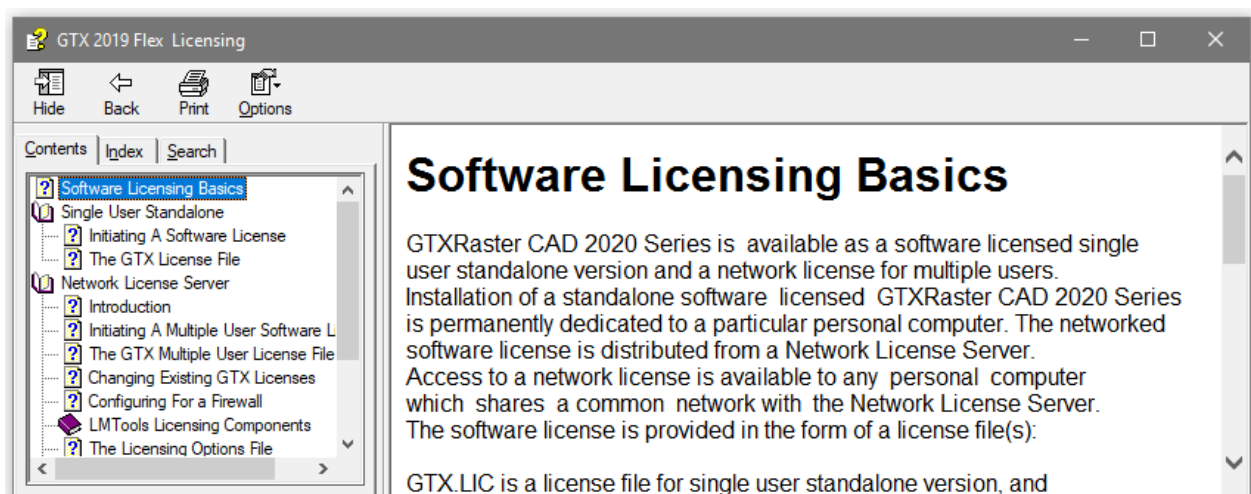 GTX 2019 Flex Licensing
Hide Back Print Options
Contents Index Search
Software Licensing Basics
Single User Standalone
Initiating A Software License
The GTX License File
Network License Server
Introduction
Initiating A Multiple User Software L
The GTX Multiple User License File
Changing Existing GTX Licenses
Configuring For a Firewall
LMTools Licensing Components
The Licensing Options File
Software Licensing Basics
GTXRaster CAD 2020 Series is available as a software licensed single
user standalone version and a network license for multiple users.
Installation of a standalone software licensed GTXRaster CAD 2020 Series
is permanently dedicated to a particular personal computer. The networked
software license is distributed from a Network License Server.
Access to a network license is available to any personal computer
which shares a common network with the Network License Server.
The software license is provided in the form of a license file(s):
GTX.LIC is a license file for single user standalone version, and